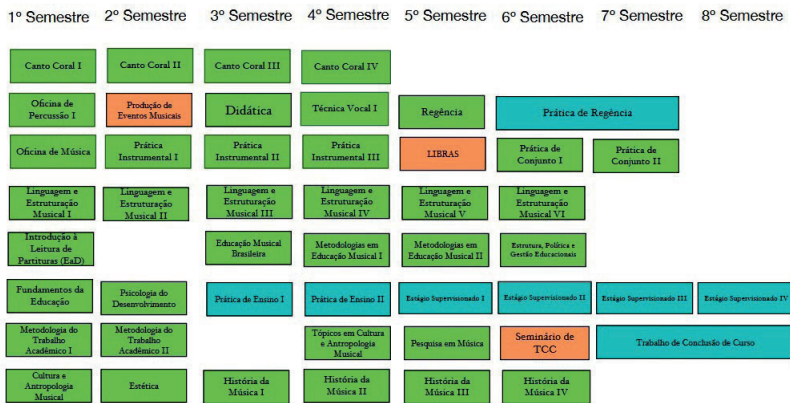 1º Semestre 2º Semestre 3º Semestre 4º Semestre 5º Semestre 6º Semestre 7º Semestre 8º Semestre
Canto Coral I
Canto Coral II
Canto Coral III
Canto Coral IV
Oficina de
Percussão I
Produção de
Eventos Musicais
Didática
Técnica Vocal I
Regência
Prática de Regência
Oficina de Música
Prática
Instrumental I
Prática
Instrumental II
Prática
Instrumental III
LIBRAS
Prática
de Conjunto I
Prática
de Conjunto II
Linguagem e
Estruturação
Musical I
Linguagem e
Estruturação
Musical II
Linguagem e
Estruturação
Musical III
Linguagem e
Estruturação
Musical IV
Linguagem e
Estruturação
Musical V
Linguagem e
Estruturação
Musical VI
Introdução à
Leitura de
Partituras (EaD)
Educação Musical
Brasileira
Metodologias em
Educação Musical I
Metodologias em
Educação Musical II
Estrutura, Política e
Gestão Educacionais
Fundamentos da
Educação
Psicologia do
Desenvolvimento
Prática de Ensino I
Prática de Ensino II
Estágio Supervisionado I
Estágio Supervisionado II
Estágio Supervisionado III
Estágio Supervisionado IV
Metodologia do
Trabalho
Acadêmico I
Metodologia do
Trabalho
Acadêmico II
Tópicos em Cultura
e Antropologia
Musical
Pesquisa em Música
Seminário de
TCC
Trabalho de Conclusão de Curso
Cultura e
Antropologia
Musical
Estética
História da
Música I
História da
Música II
História da
Música III
História da
Música IV